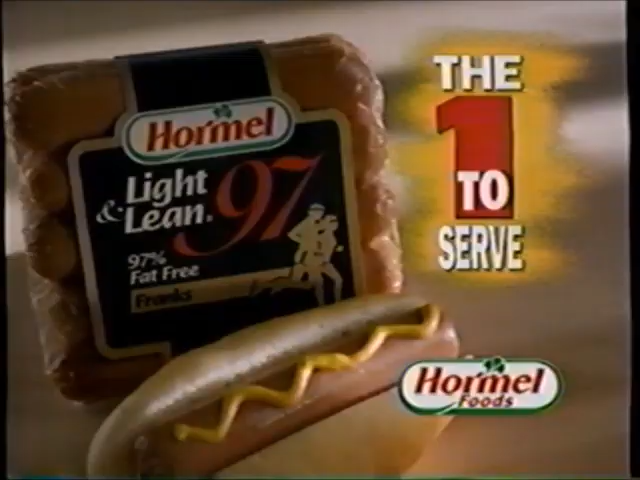 Hormel
Light
& Lean. 97
97%
Fat Free
Franks
THE
1
TO
SERVE
Hormel
Foods